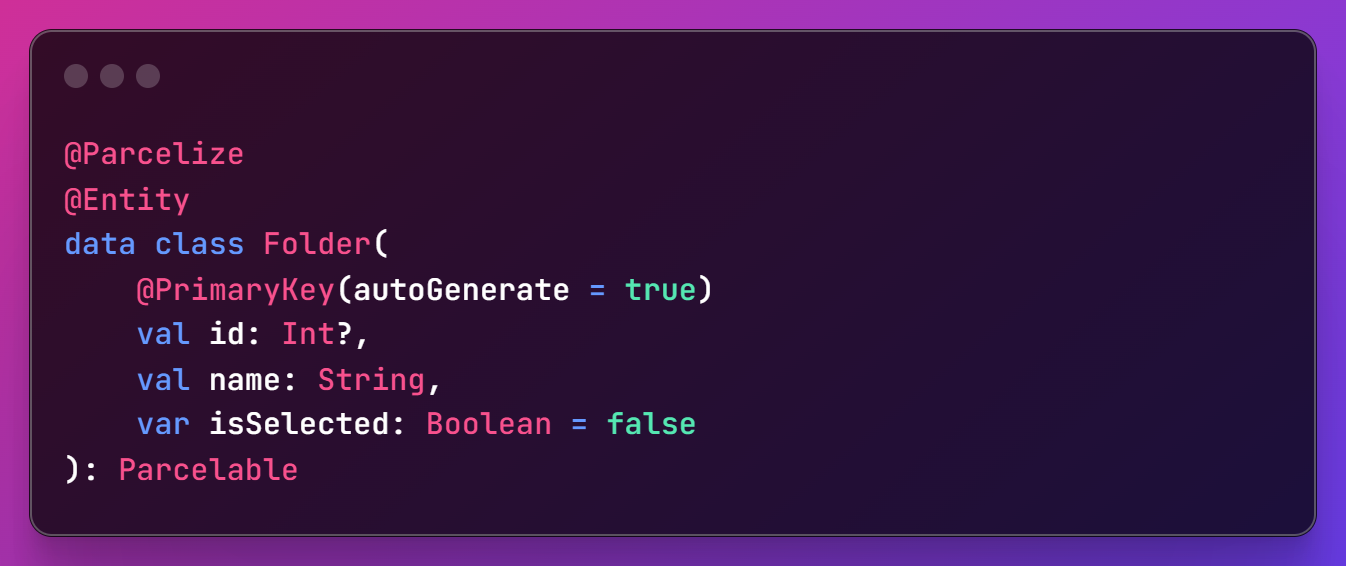 @Parcelize
@Entity
data class Folder(
    @PrimaryKey(autoGenerate = true)
    val id: Int?,
    val name: String,
    var isSelected: Boolean = false
): Parcelable